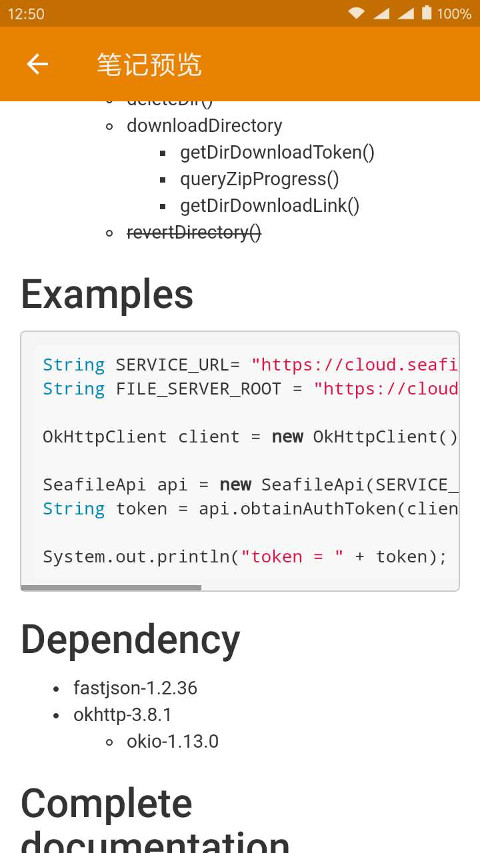 12:50
100%
笔记预览
deleteDir()
downloadDirectory
getDirDownloadToken()
queryZipProgress()
getDirDownloadLink()
revertDirectory()
Examples
String SERVICE_URL= "https://cloud.seafi
String FILE_SERVER_ROOT = "https://cloud
OkHttpClient client = new OkHttpClient()
SeafileApi api = new SeafileApi(SERVICE_
String token = api.obtainAuthToken(clien
System.out.println("token = " + token);
Dependency
fastjson-1.2.36
okhttp-3.8.1
okio-1.13.0
Complete
documentation